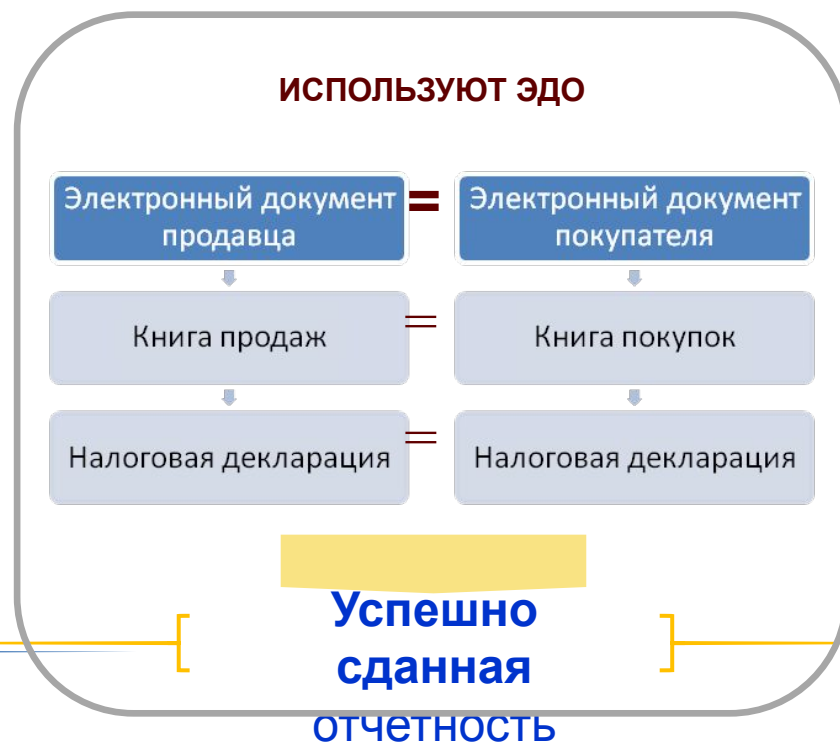 ИСПОЛЬЗУЮТ ЭДО
Электронный документ
продавца
=
Электронный документ
покупателя
Книга продаж
=
Книга покупок
Налоговая декларация
=
Налоговая декларация
Успешно
сданная
отчетность